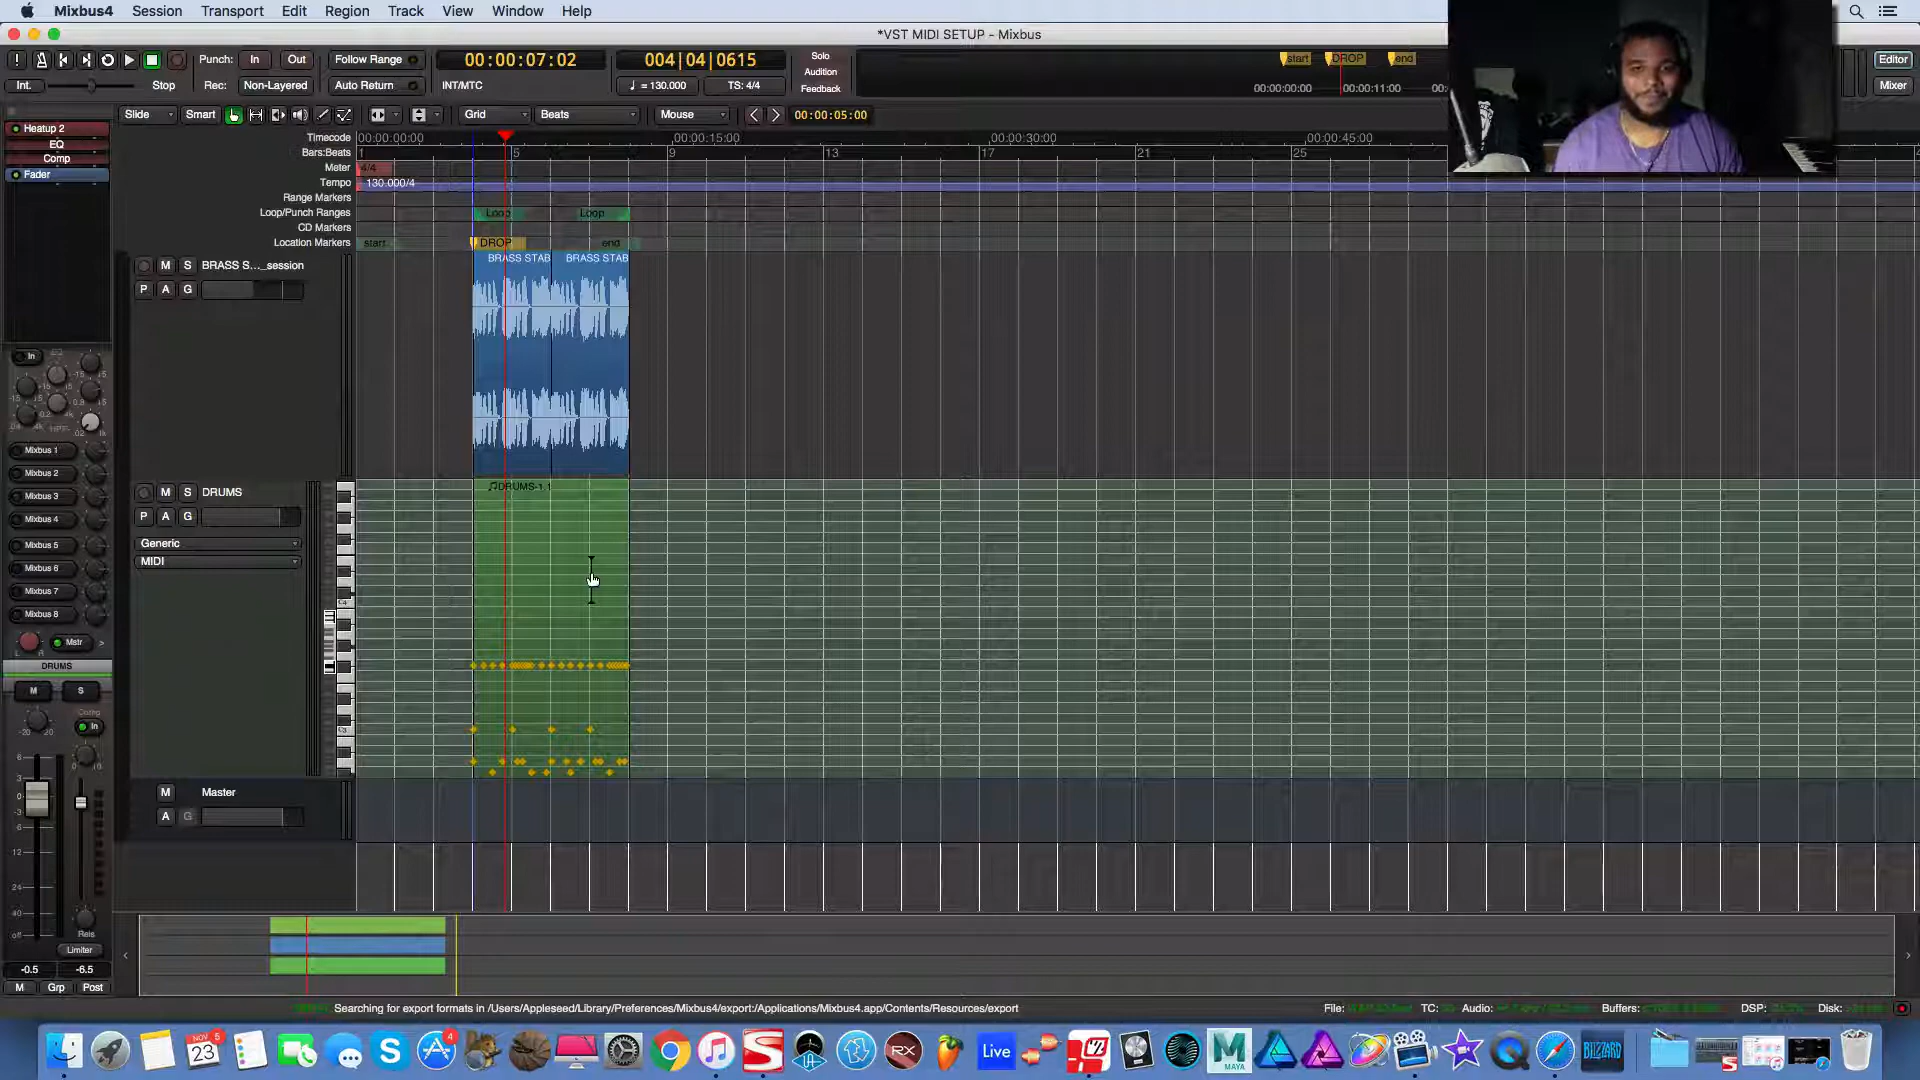 Mixbus4 Session Transport Edit Region Track View Window Help
*VST MIDI SETUP - Mixbus
Punch: In Out Follow Range 00:00:07:02 004|04|0615 Solo
Audition
Feedback
Int. Stop Rec: Non-Layered Auto Return INT/MTC ♩ = 130.000 TS: 4/4
start DROP end
00:00:00:00 00:00:11:00
Editor
Mixer
Slide Smart Grid Beats Mouse 00:00:05:00
Timecode 00:00:00:00 00:00:15:00 00:00:30:00 00:00:45:00
Bars:Beats 1 5 9 13 17 21 25
Meter 4/4
Tempo 130.000/4
Range Markers
Loop/Punch Ranges Loop Loop
CD Markers
Location Markers start DROP end
Heatup 2
EQ
Comp
Fader
M S BRASS S..._session
P A G
BRASS STAB BRASS STAB
In
Mixbus 1
Mixbus 2
Mixbus 3
Mixbus 4
Mixbus 5
Mixbus 6
Mixbus 7
Mixbus 8
Mstr
DRUMS
M S
In
Limiter
-0.5 -6.5
M Grp Post
M S DRUMS
P A G
Generic
MIDI
DRUMS-1.1
M Master
A G
Searching for export formats in /Users/Appleseed/Library/Preferences/Mixbus4/export:/Applications/Mixbus4.app/Contents/Resources/export
File: TC: Audio: Buffers: DSP: Disk:
NOV 5
23
4
RX
Live
MAYA
BLIZZARD